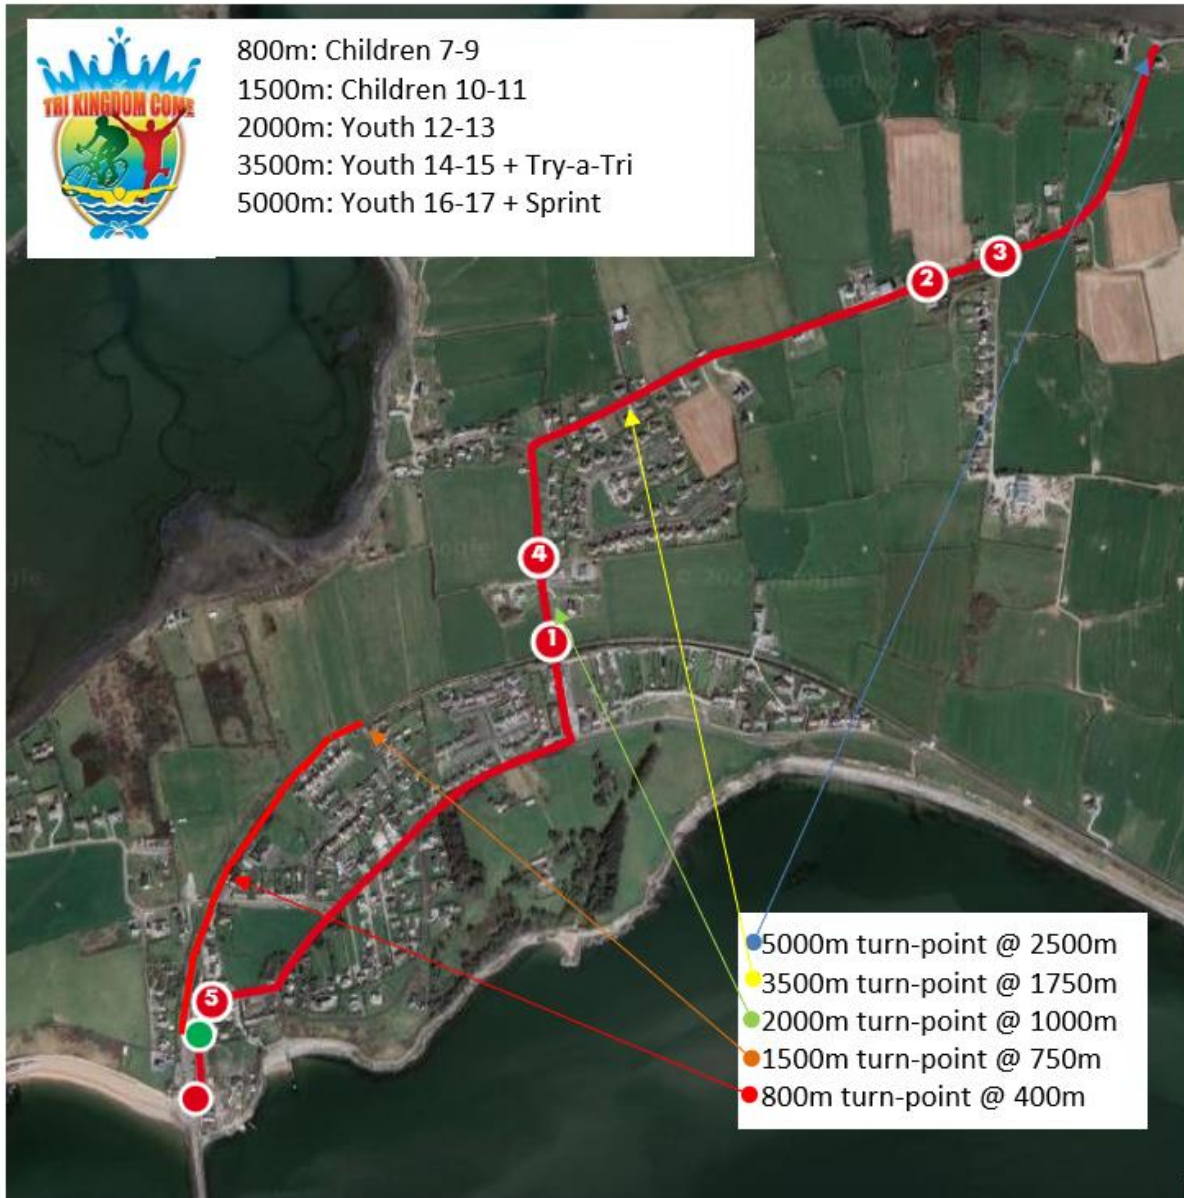 TRI KINGDOM COME
800m: Children 7-9
1500m: Children 10-11
2000m: Youth 12-13
3500m: Youth 14-15 + Try-a-Tri
5000m: Youth 16-17 + Sprint
3
2
4
1
5
5000m turn-point @ 2500m
3500m turn-point @ 1750m
2000m turn-point @ 1000m
1500m turn-point @ 750m
800m turn-point @ 400m